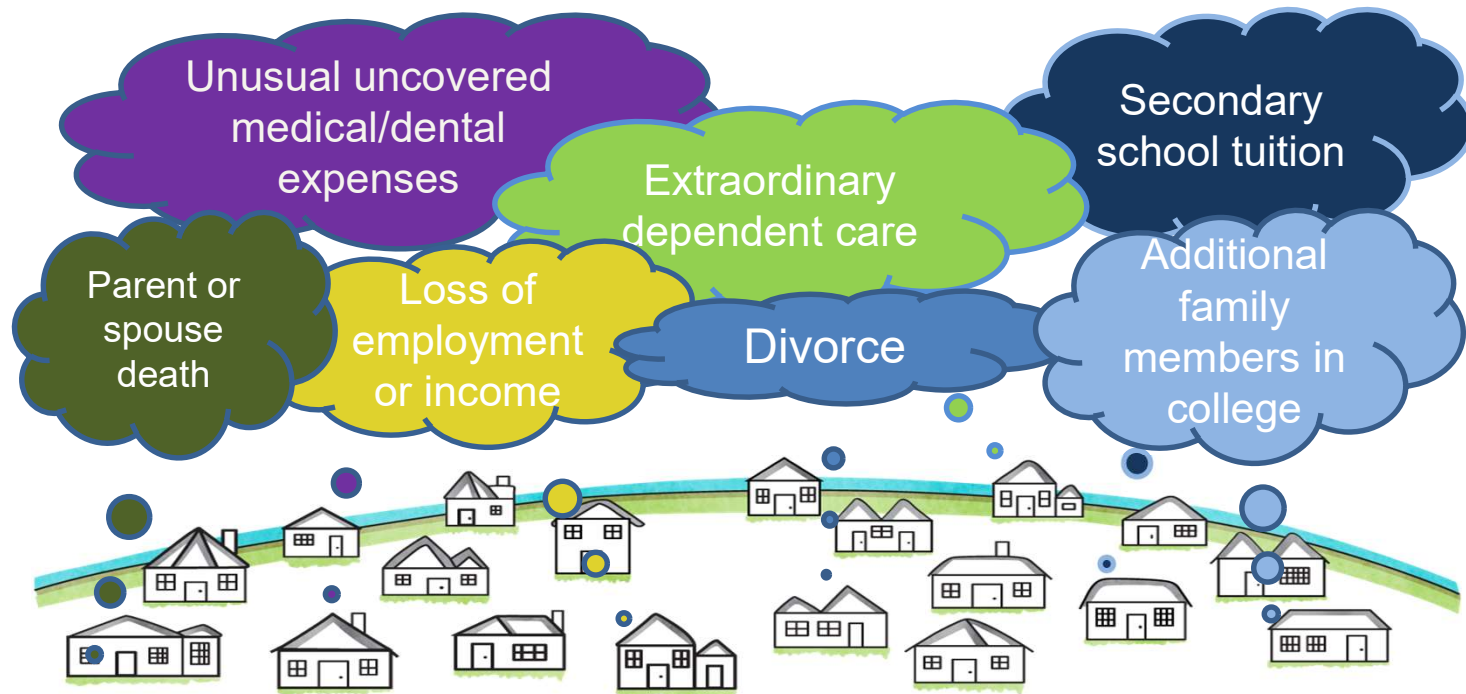 Unusual uncovered
medical/dental
expenses
Secondary
school tuition
Extraordinary
dependent care
Parent or
spouse
death
Loss of
employment
or income
Divorce
Additional
family
members in
college